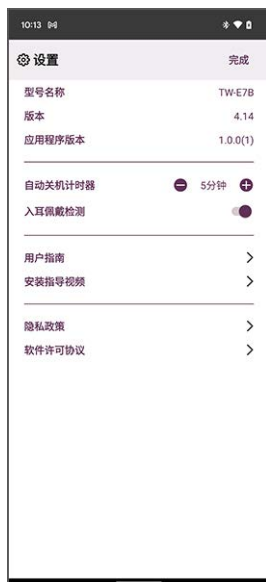 10:13
设置 完成
型号名称 TW-E7B
版本 4.14
应用程序版本 1.0.0(1)
自动关机计时器 5分钟
入耳佩戴检测
用户指南
安装指导视频
隐私政策
软件许可协议